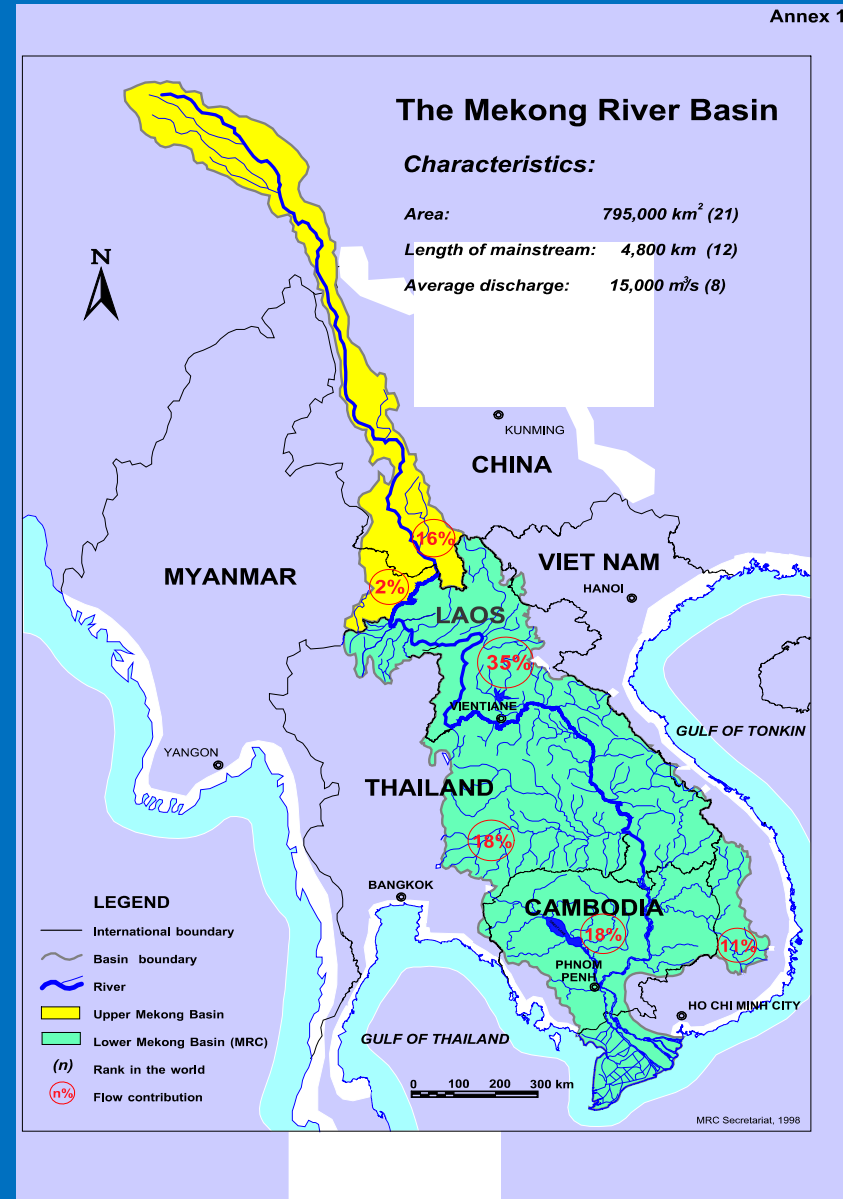 Annex 1
The Mekong River Basin
Characteristics:
Area: 795,000 km² (21)
Length of mainstream: 4,800 km (12)
Average discharge: 15,000 m³/s (8)
N
KUNMING
CHINA
16%
VIET NAM
MYANMAR
2%
HANOI
LAOS
35%
VIENTIANE
GULF OF TONKIN
YANGON
THAILAND
18%
BANGKOK
LEGEND
CAMBODIA
International boundary
18%
11%
Basin boundary
PHNOM
PENH
River
HO CHI MINH CITY
Upper Mekong Basin
Lower Mekong Basin (MRC)
GULF OF THAILAND
(n) Rank in the world
n% Flow contribution
0 100 200 300 km
MRC Secretariat, 1998